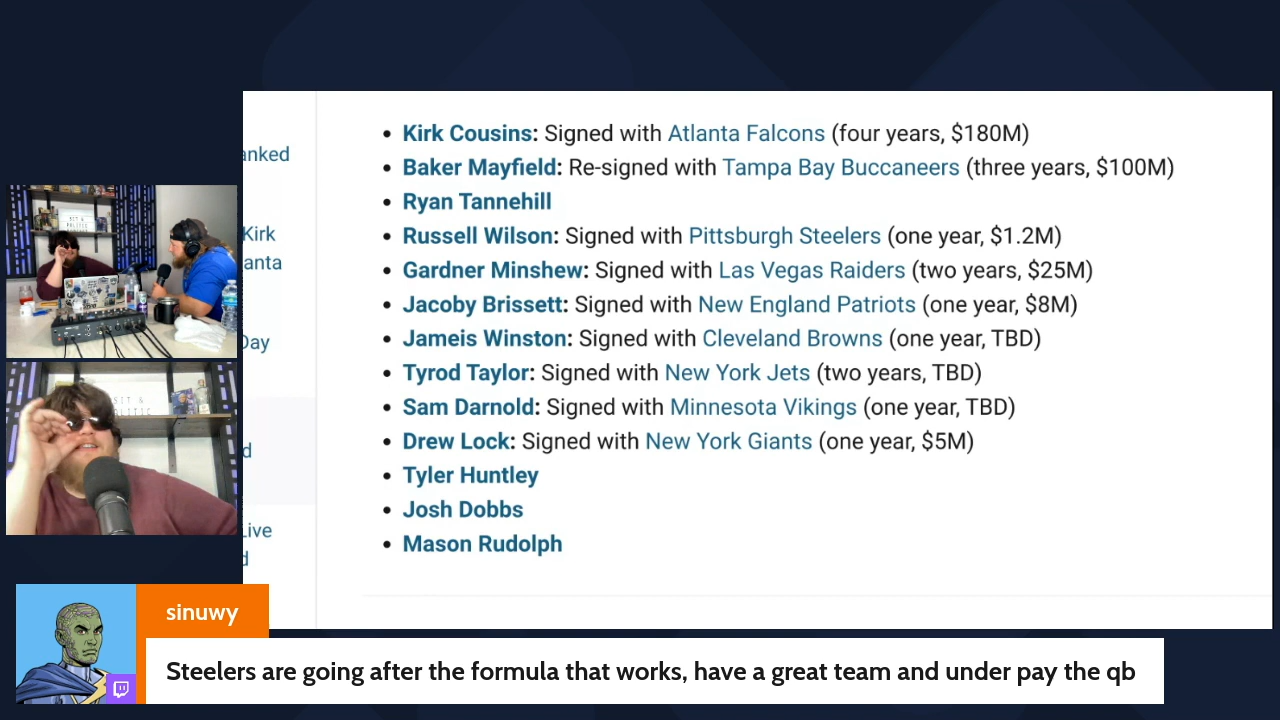 anked
Kirk
anta
Day
d
Live
d
Kirk Cousins: Signed with Atlanta Falcons (four years, $180M)
Baker Mayfield: Re-signed with Tampa Bay Buccaneers (three years, $100M)
Ryan Tannehill
Russell Wilson: Signed with Pittsburgh Steelers (one year, $1.2M)
Gardner Minshew: Signed with Las Vegas Raiders (two years, $25M)
Jacoby Brissett: Signed with New England Patriots (one year, $8M)
Jameis Winston: Signed with Cleveland Browns (one year, TBD)
Tyrod Taylor: Signed with New York Jets (two years, TBD)
Sam Darnold: Signed with Minnesota Vikings (one year, TBD)
Drew Lock: Signed with New York Giants (one year, $5M)
Tyler Huntley
Josh Dobbs
Mason Rudolph
sinuwy
Steelers are going after the formula that works, have a great team and under pay the qb